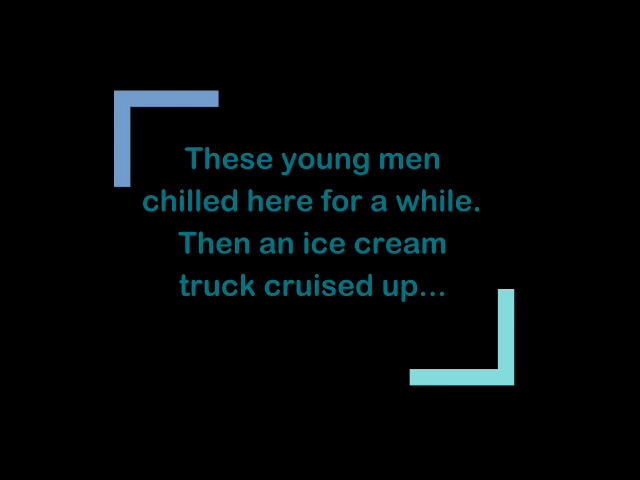 These young men
chilled here for a while.
Then an ice cream
truck cruised up...